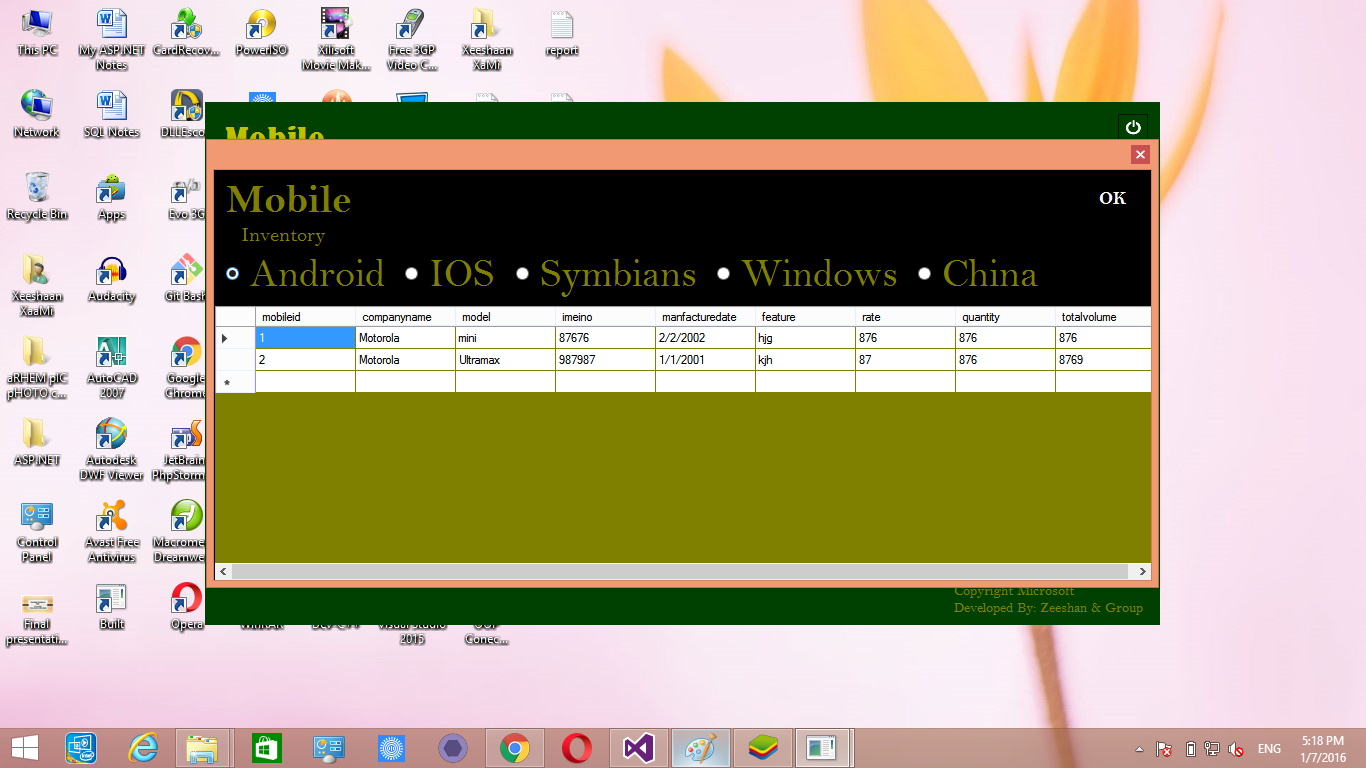 This PC
My ASP.NET Notes
CardRecov...
PowerISO
Xilisoft Movie Mak...
Free 3GP Video C...
Xeeshaan XaMi
report
Network
SQL Notes
DLLEsco
Recycle Bin
Apps
Evo 3G
Xeeshaan XaaMi
Audacity
Git Bash
aRHEM pIC pHOTO c...
AutoCAD 2007
Google Chrome
ASP.NET
Autodesk DWF Viewer
JetBrain PhpStorm
Control Panel
Avast Free Antivirus
Macrome Dreamwe
Final presentati...
Built
Opera
WinRAR
Dev-C++
Visual Studio 2015
OOP Conec...
Mobile
Mobile
OK
Inventory
Android IOS Symbians Windows China
mobileid companyname model imeino manfacturedate feature rate quantity totalvolume
1 Motorola mini 87676 2/2/2002 hjg 876 876 876
2 Motorola Ultramax 987987 1/1/2001 kjh 87 876 8769
*
Copyright Microsoft
Developed By: Zeeshan & Group
ENG
5:18 PM
1/7/2016